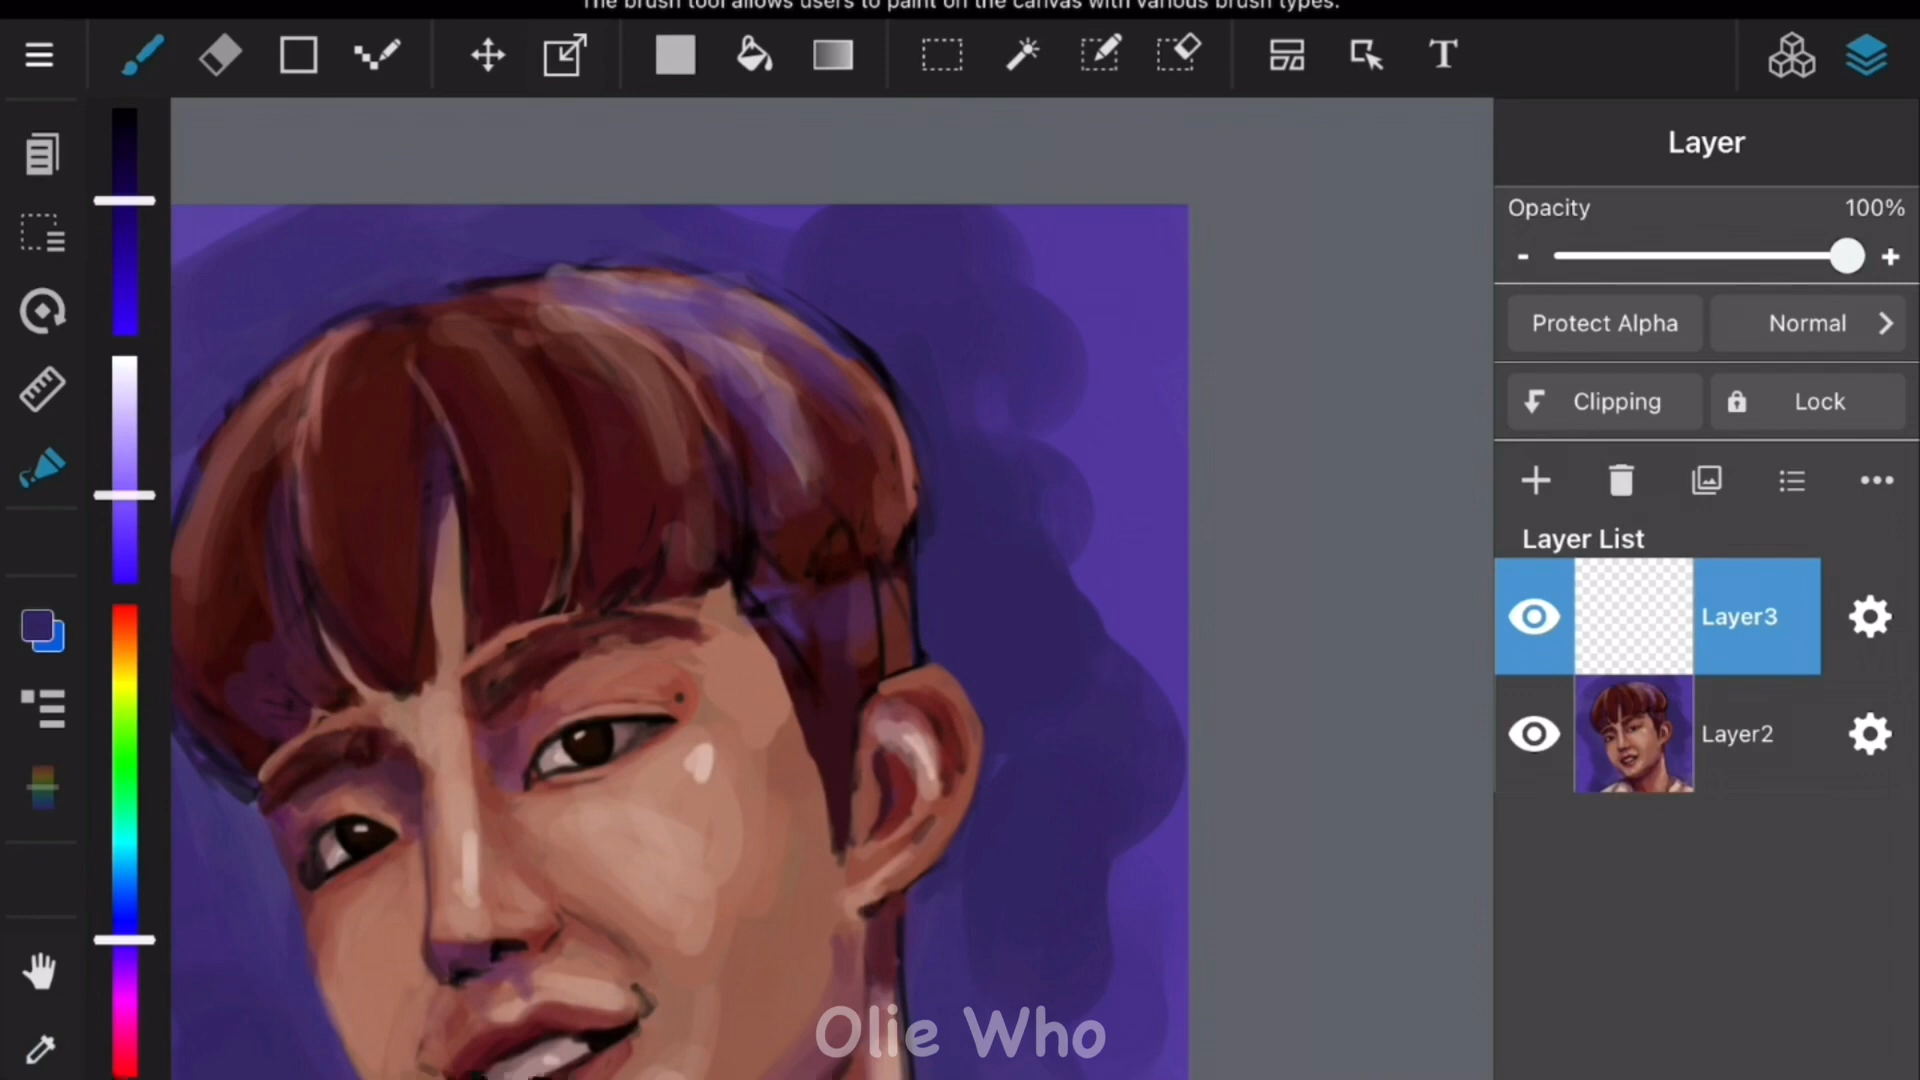 The brush tool allows users to paint on the canvas with various brush types.
Layer
Opacity 100%
Protect Alpha
Normal
Clipping
Lock
Layer List
Layer3
Layer2
Olie Who